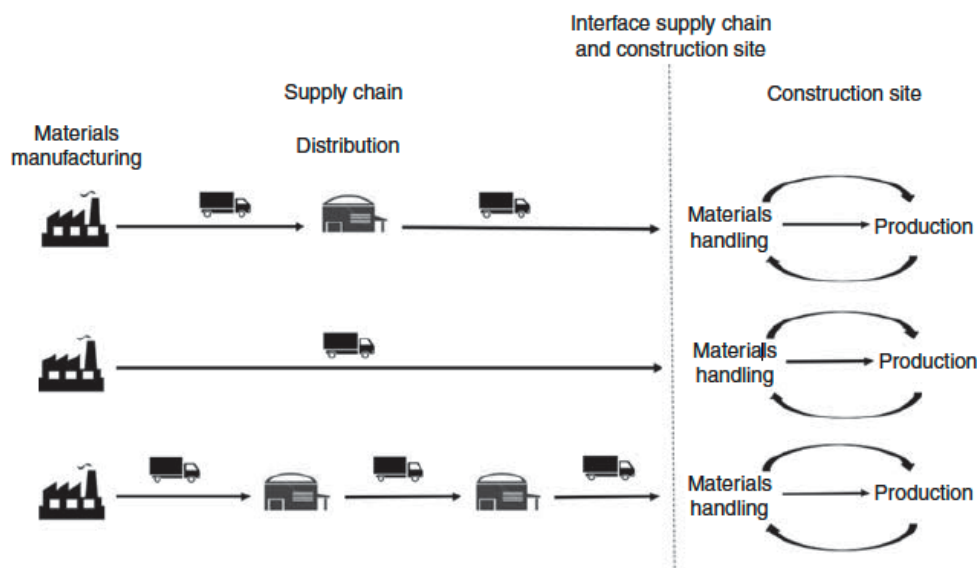 Interface supply chain
and construction site
Supply chain
Construction site
Materials
manufacturing
Distribution
Materials
handling
Production
Materials
handling
Production
Materials
handling
Production